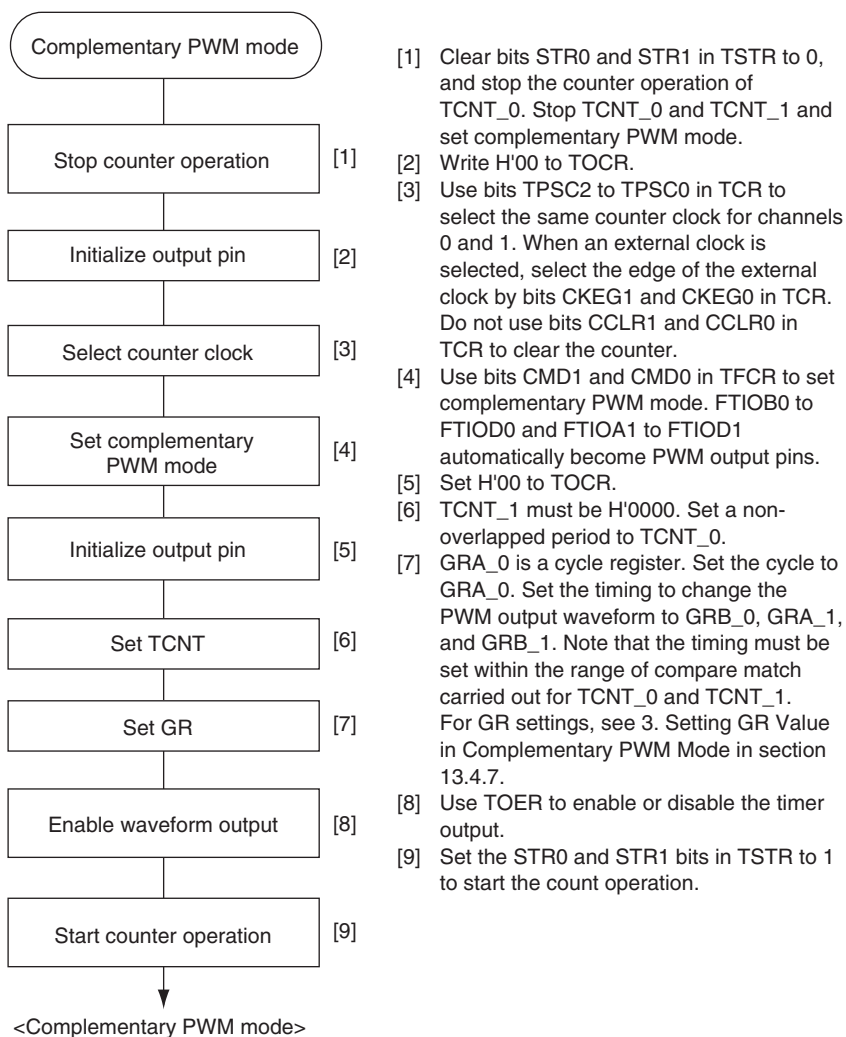 Complementary PWM mode
Stop counter operation [1]
Initialize output pin [2]
Select counter clock [3]
Set complementary
PWM mode [4]
Initialize output pin [5]
Set TCNT [6]
Set GR [7]
Enable waveform output [8]
Start counter operation [9]
<Complementary PWM mode>
[1] Clear bits STR0 and STR1 in TSTR to 0,
and stop the counter operation of
TCNT_0. Stop TCNT_0 and TCNT_1 and
set complementary PWM mode.
[2] Write H'00 to TOCR.
[3] Use bits TPSC2 to TPSC0 in TCR to
select the same counter clock for channels
0 and 1. When an external clock is
selected, select the edge of the external
clock by bits CKEG1 and CKEG0 in TCR.
Do not use bits CCLR1 and CCLR0 in
TCR to clear the counter.
[4] Use bits CMD1 and CMD0 in TFCR to set
complementary PWM mode. FTIOB0 to
FTIOD0 and FTIOA1 to FTIOD1
automatically become PWM output pins.
[5] Set H'00 to TOCR.
[6] TCNT_1 must be H'0000. Set a non-
overlapped period to TCNT_0.
[7] GRA_0 is a cycle register. Set the cycle to
GRA_0. Set the timing to change the
PWM output waveform to GRB_0, GRA_1,
and GRB_1. Note that the timing must be
set within the range of compare match
carried out for TCNT_0 and TCNT_1.
For GR settings, see 3. Setting GR Value
in Complementary PWM Mode in section
13.4.7.
[8] Use TOER to enable or disable the timer
output.
[9] Set the STR0 and STR1 bits in TSTR to 1
to start the count operation.